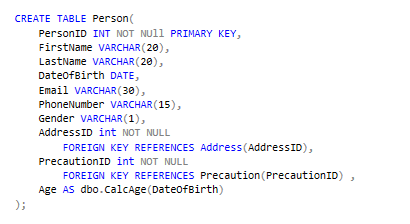 CREATE TABLE Person(
PersonID INT NOT NUll PRIMARY KEY,
FirstName VARCHAR(20),
LastName VARCHAR(20),
DateOfBirth DATE,
Email VARCHAR(30),
PhoneNumber VARCHAR(15),
Gender VARCHAR(1),
AddressID int NOT NULL
FOREIGN KEY REFERENCES Address(AddressID),
PrecautionID int NOT NULL
FOREIGN KEY REFERENCES Precaution(PrecautionID) ,
Age AS dbo.CalcAge(DateOfBirth)
);